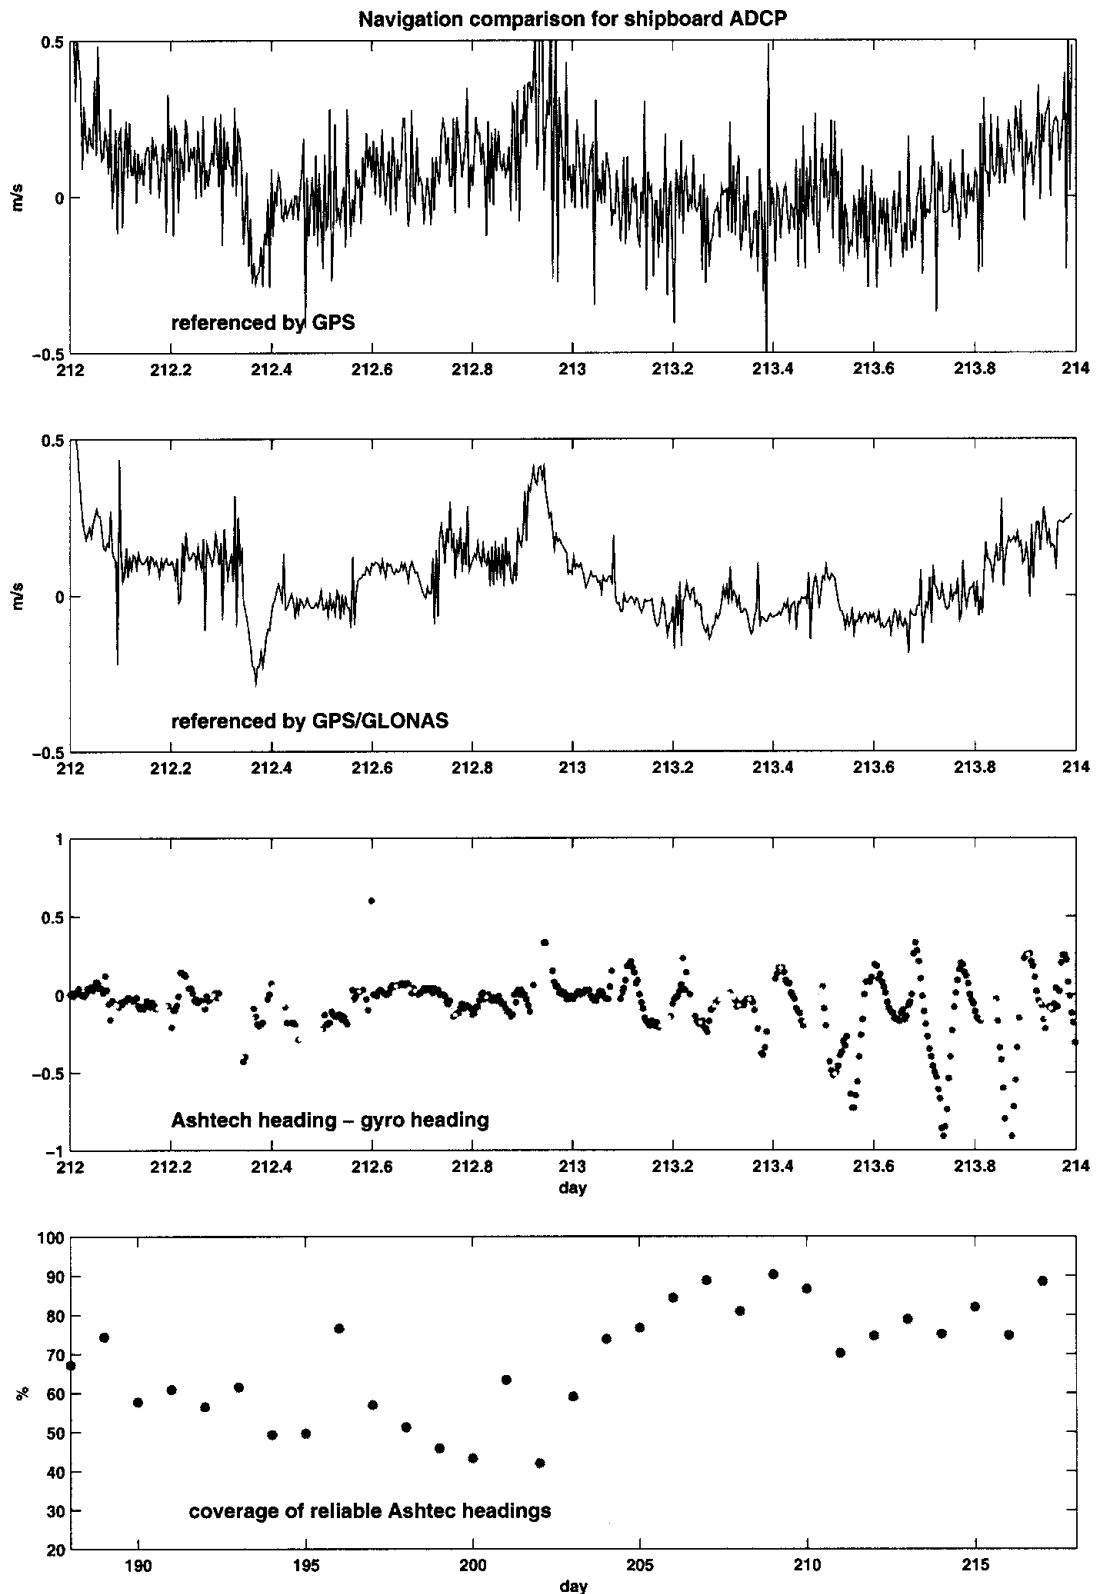 Navigation comparison for shipboard ADCP
0.5
m/s
0
referenced by GPS
−0.5
212 212.2 212.4 212.6 212.8 213 213.2 213.4 213.6 213.8 214
0.5
m/s
0
referenced by GPS/GLONAS
−0.5
212 212.2 212.4 212.6 212.8 213 213.2 213.4 213.6 213.8 214
1
0.5
0
−0.5
Ashtech heading − gyro heading
−1
212 212.2 212.4 212.6 212.8 213 213.2 213.4 213.6 213.8 214
day
100
90
80
70
%
60
50
40
30
coverage of reliable Ashtec headings
20
190 195 200 205 210 215
day